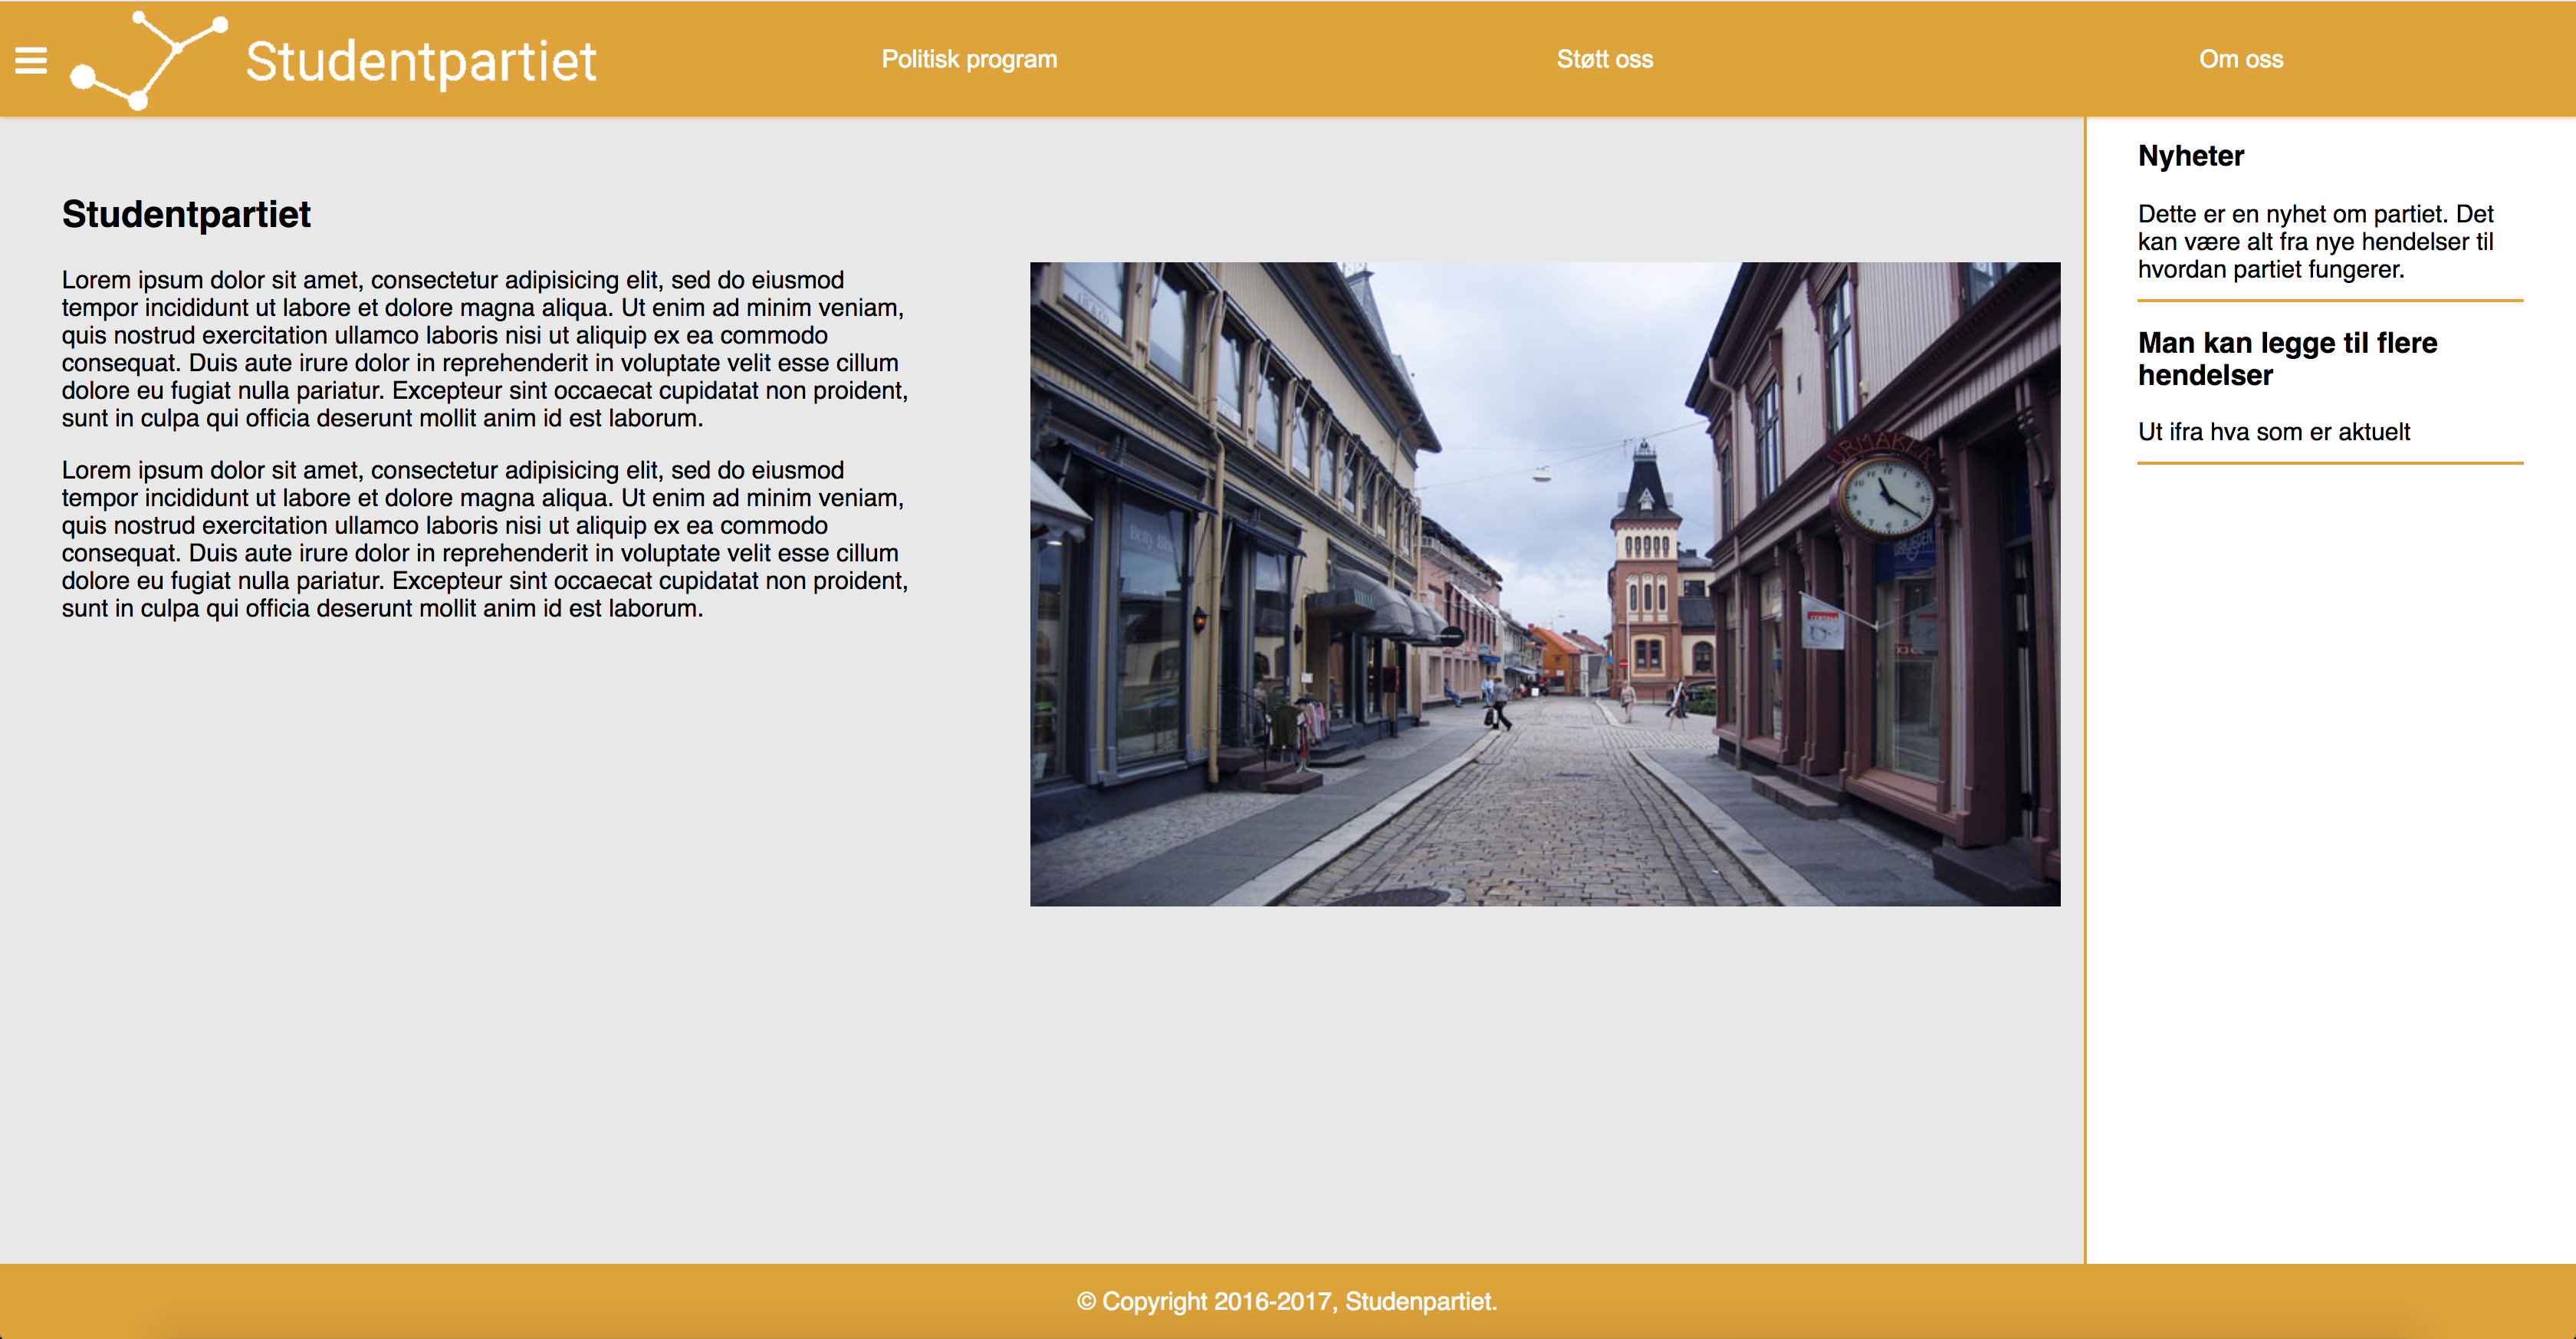 Studentpartiet
Politisk program
Støtt oss
Om oss
Studentpartiet
Lorem ipsum dolor sit amet, consectetur adipisicing elit, sed do eiusmod
tempor incididunt ut labore et dolore magna aliqua. Ut enim ad minim veniam,
quis nostrud exercitation ullamco laboris nisi ut aliquip ex ea commodo
consequat. Duis aute irure dolor in reprehenderit in voluptate velit esse cillum
dolore eu fugiat nulla pariatur. Excepteur sint occaecat cupidatat non proident,
sunt in culpa qui officia deserunt mollit anim id est laborum.
Lorem ipsum dolor sit amet, consectetur adipisicing elit, sed do eiusmod
tempor incididunt ut labore et dolore magna aliqua. Ut enim ad minim veniam,
quis nostrud exercitation ullamco laboris nisi ut aliquip ex ea commodo
consequat. Duis aute irure dolor in reprehenderit in voluptate velit esse cillum
dolore eu fugiat nulla pariatur. Excepteur sint occaecat cupidatat non proident,
sunt in culpa qui officia deserunt mollit anim id est laborum.
URMAKER
Nyheter
Dette er en nyhet om partiet. Det
kan være alt fra nye hendelser til
hvordan partiet fungerer.
Man kan legge til flere
hendelser
Ut ifra hva som er aktuelt
© Copyright 2016-2017, Studenpartiet.